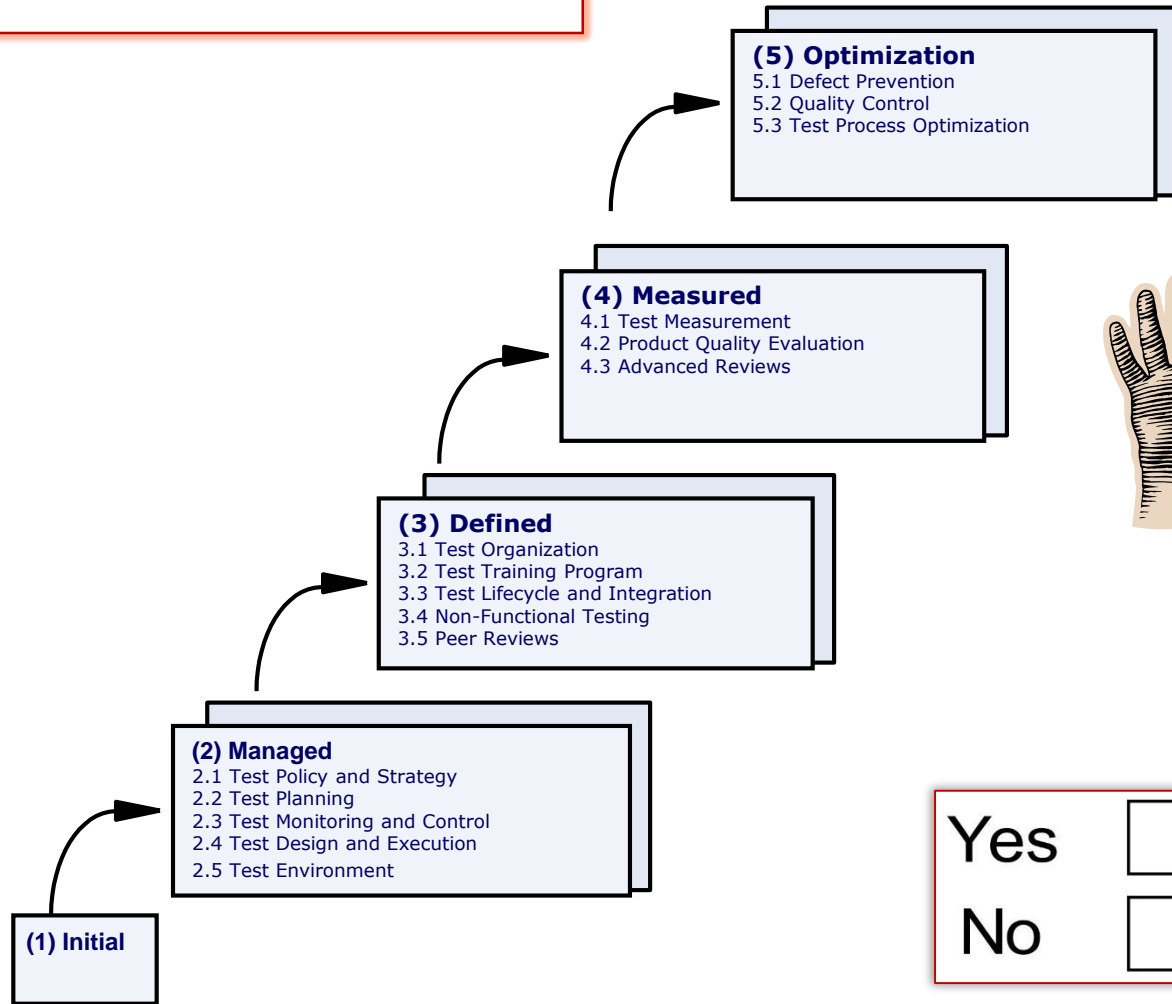 (5) Optimization
5.1 Defect Prevention
5.2 Quality Control
5.3 Test Process Optimization
(4) Measured
4.1 Test Measurement
4.2 Product Quality Evaluation
4.3 Advanced Reviews
(3) Defined
3.1 Test Organization
3.2 Test Training Program
3.3 Test Lifecycle and Integration
3.4 Non-Functional Testing
3.5 Peer Reviews
(2) Managed
2.1 Test Policy and Strategy
2.2 Test Planning
2.3 Test Monitoring and Control
2.4 Test Design and Execution
2.5 Test Environment
(1) Initial
Yes
No